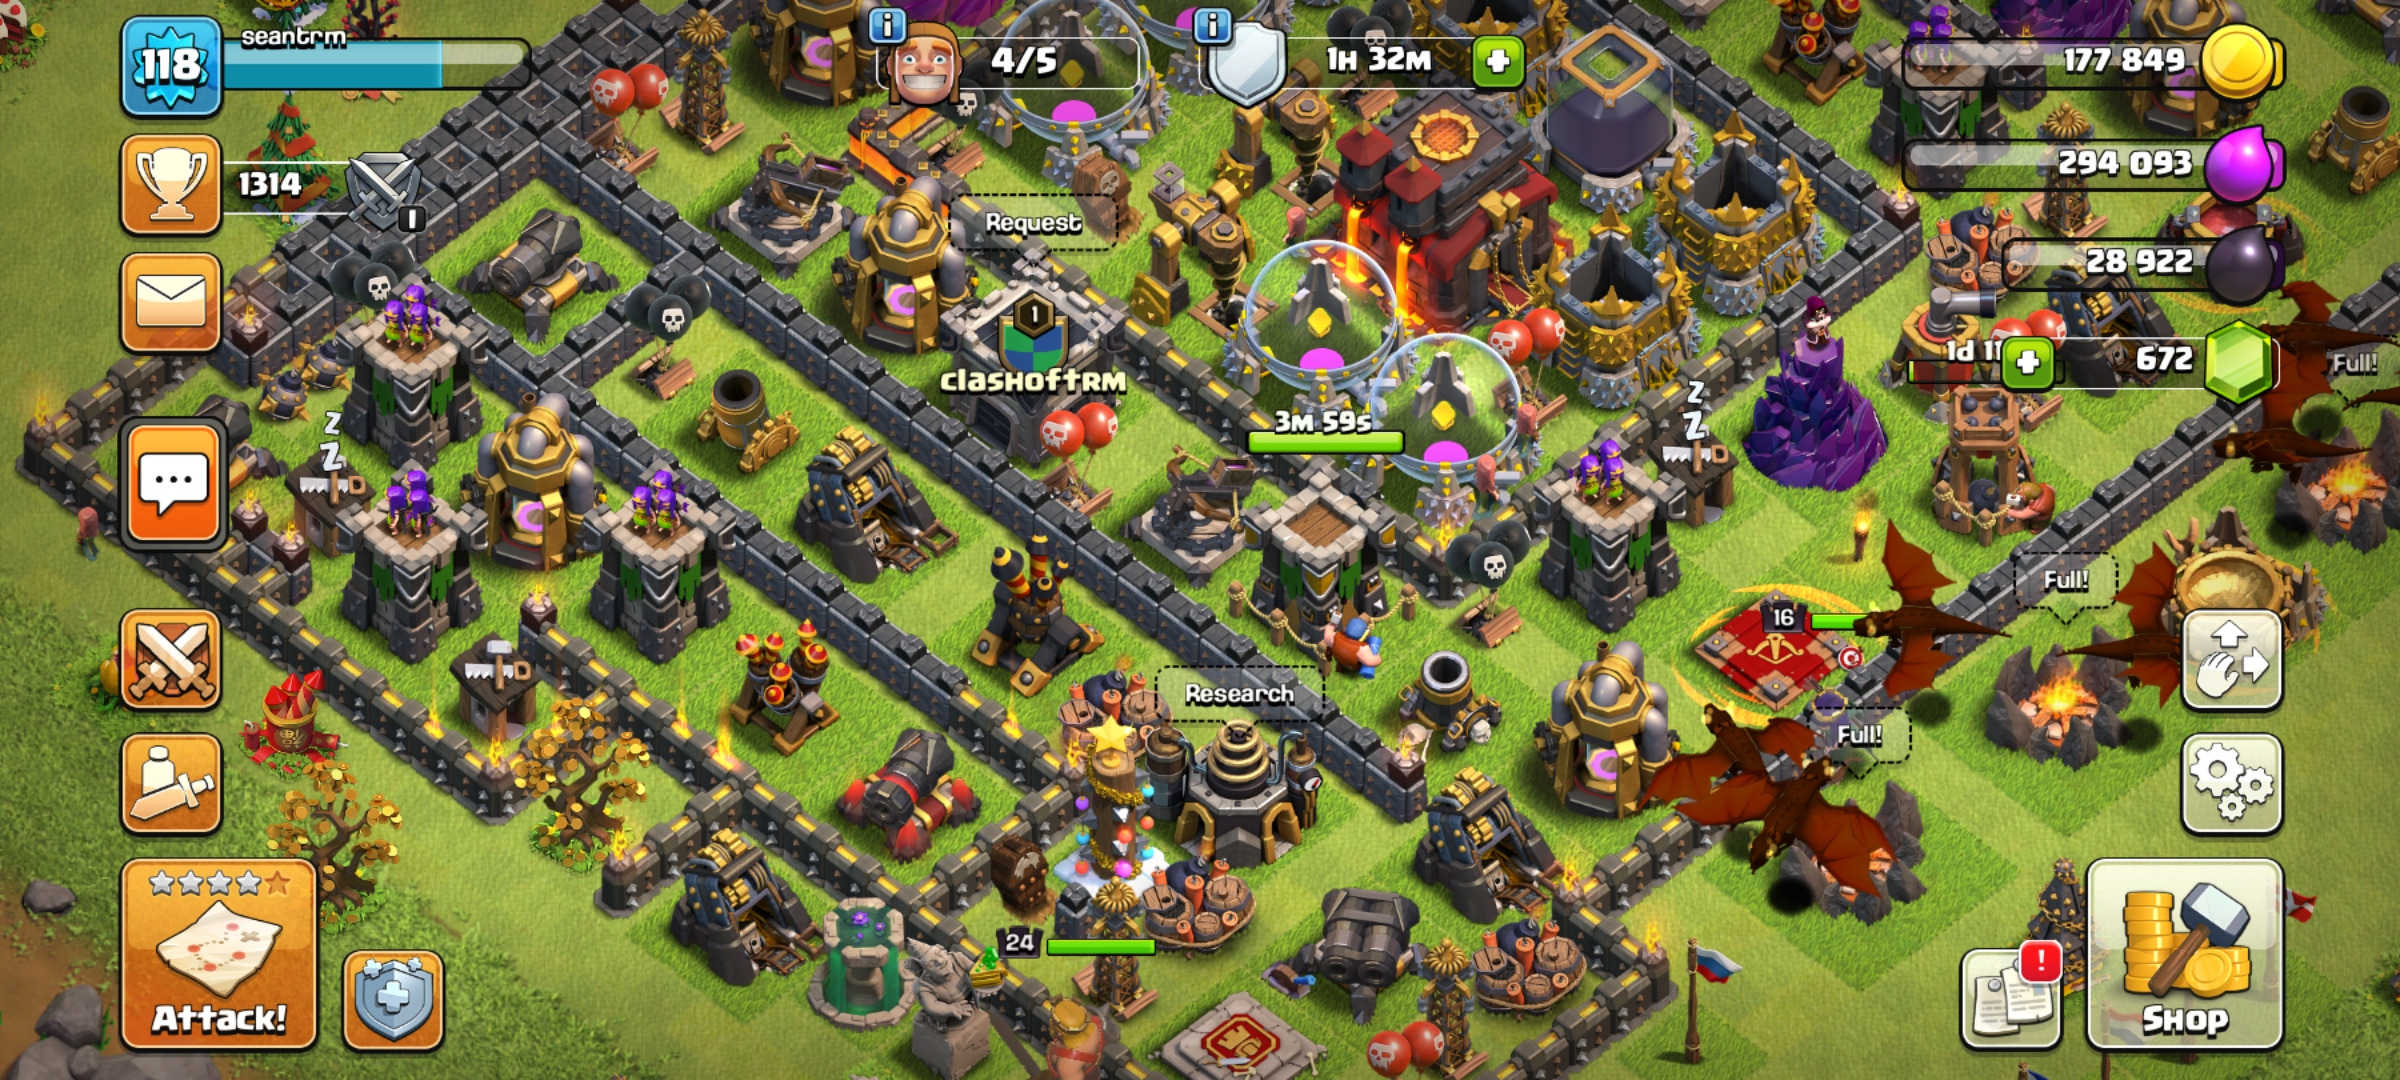 118
seantrm
4/5
1H 32M
177 849
1314
I
294 093
Request
28 922
1
672
Full!
clashofTRM
3M 59s
z
z
z
z
Full!
16
Research
Full!
24
Attack!
!
Shop